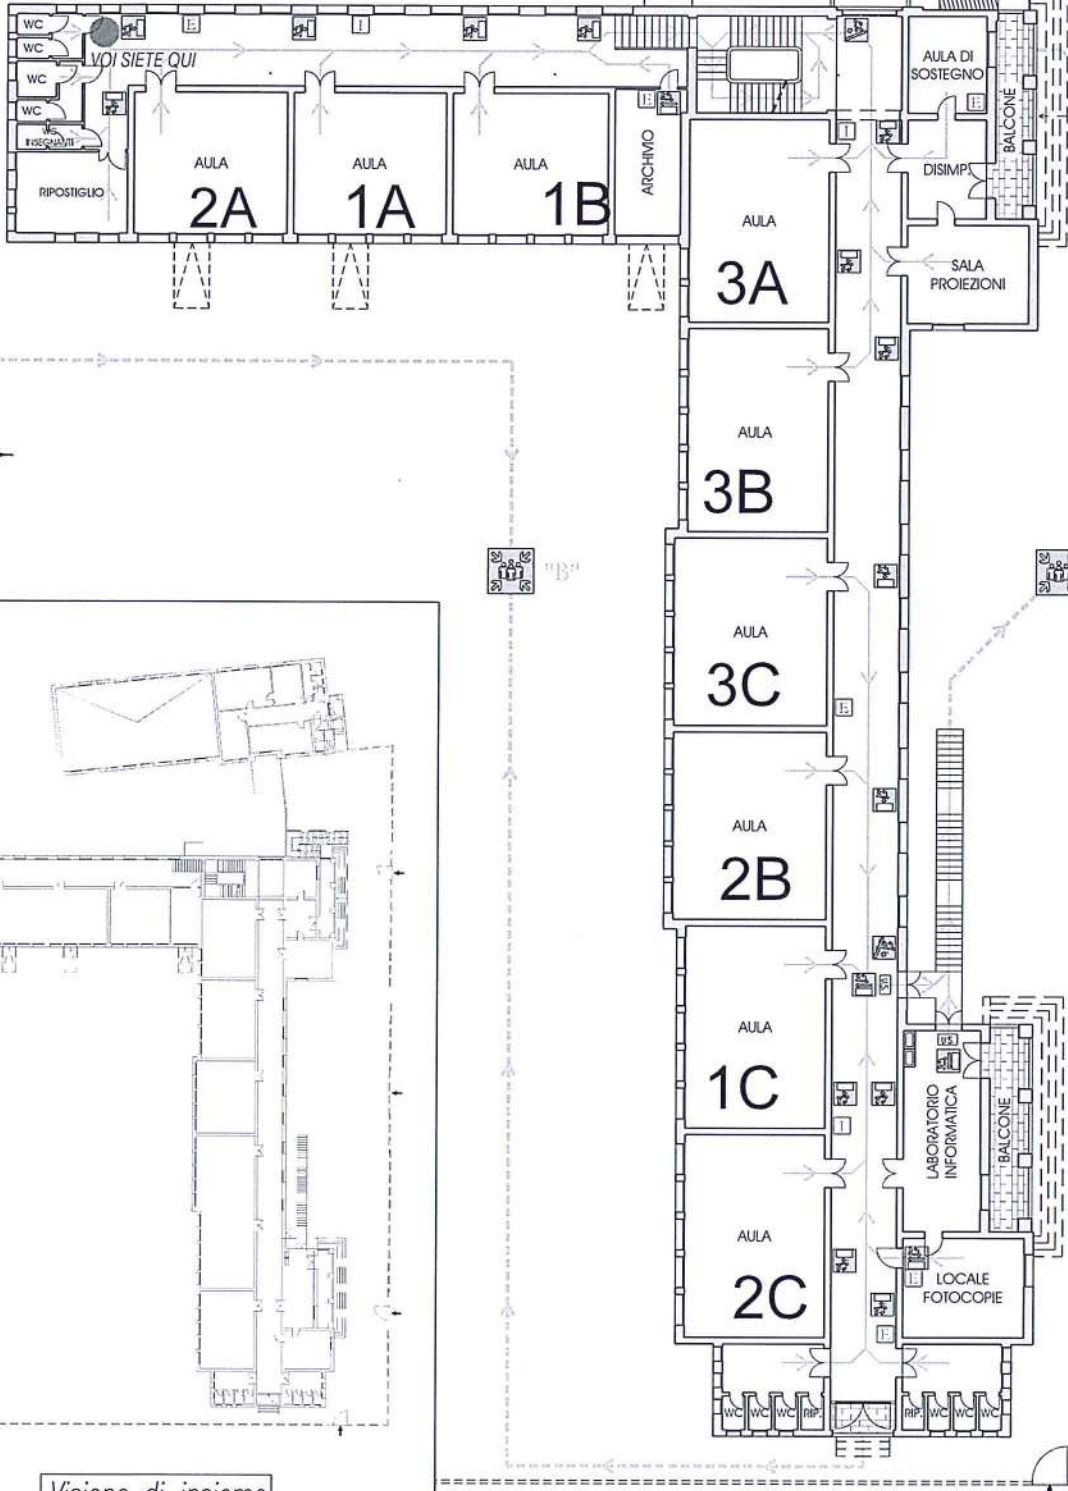 WC
WC
WC
WC
WC
INSEGNANTI
RIPOSTIGLIO
VOI SIETE QUI
E
I
AULA
2A
AULA
1A
AULA
1B
E
ARCHIVIO
AULA
3A
I
AULA DI
SOSTEGNO
E
BALCONE
DISIMP.
SALA
PROIEZIONI
AULA
3B
"B"
AULA
3C
E
AULA
2B
AULA
1C
U.S.
U.S.
I
LABORATORIO
INFORMATICA
BALCONE
AULA
2C
E
LOCALE
FOTOCOPIE
E
WC
WC
WC
RIP.
RIP.
WC
WC
WC
Visione di insieme